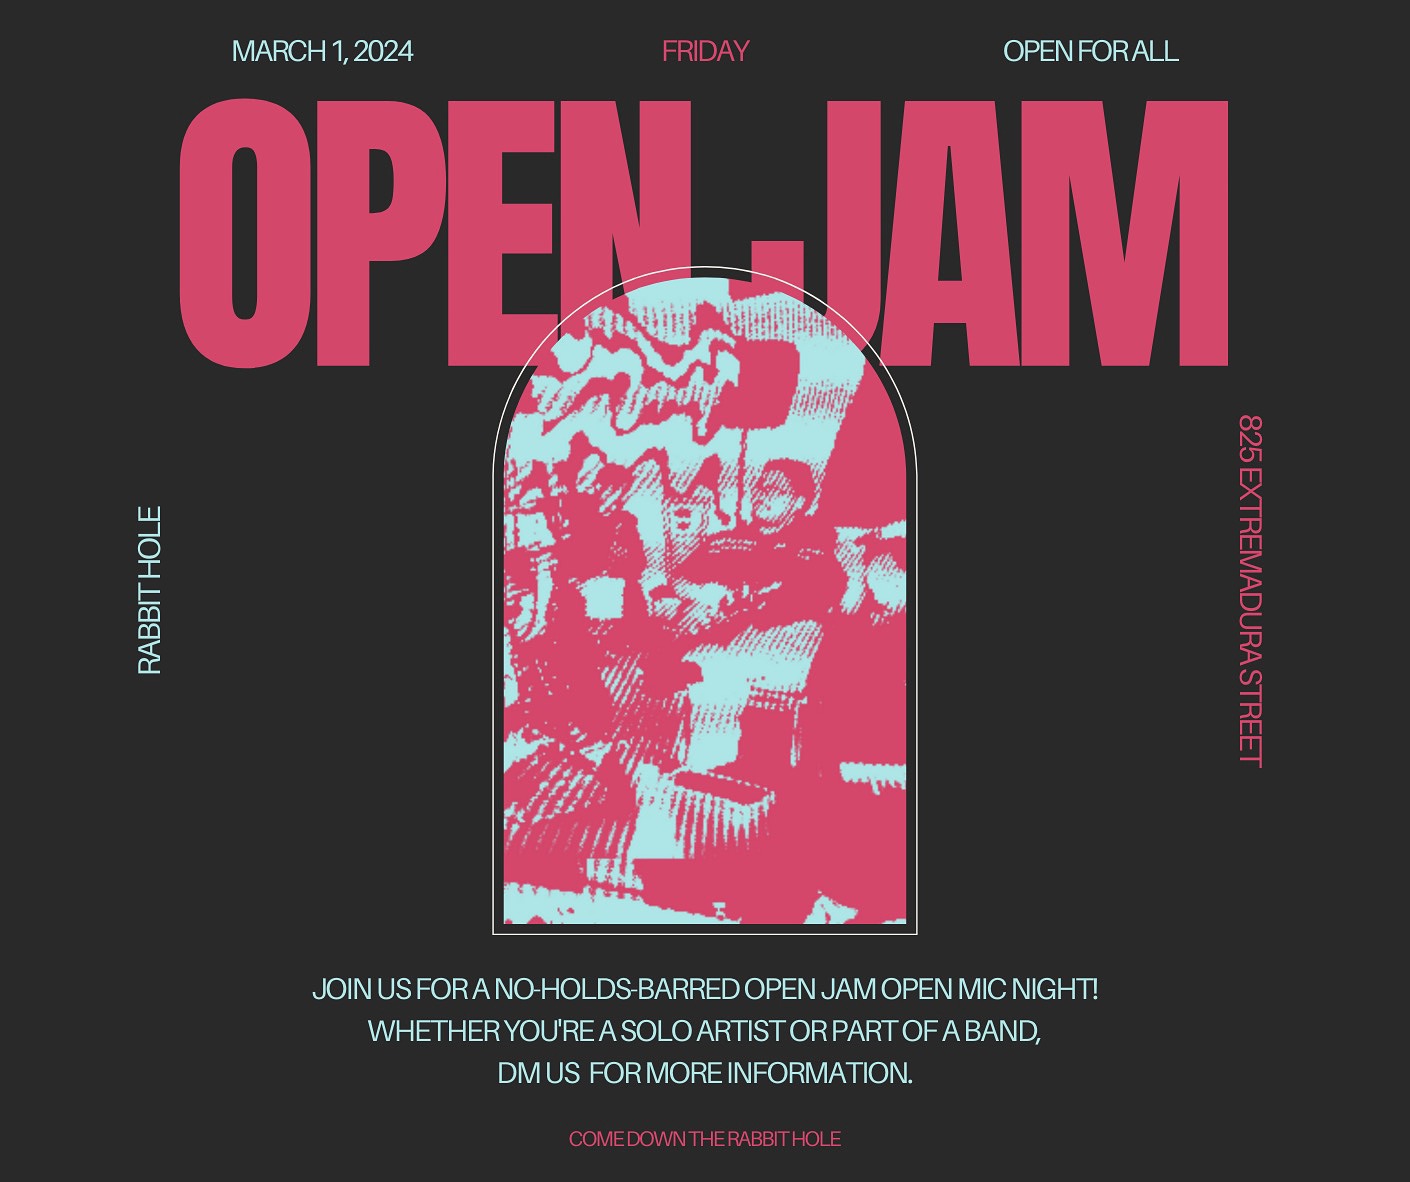 MARCH 1, 2024
FRIDAY
OPEN FOR ALL
OPEN JAM
RABBIT HOLE
825 EXTREMADURA STREET
JOIN US FOR A NO-HOLDS-BARRED OPEN JAM OPEN MIC NIGHT!
WHETHER YOU'RE A SOLO ARTIST OR PART OF A BAND,
DM US FOR MORE INFORMATION.
COME DOWN THE RABBIT HOLE